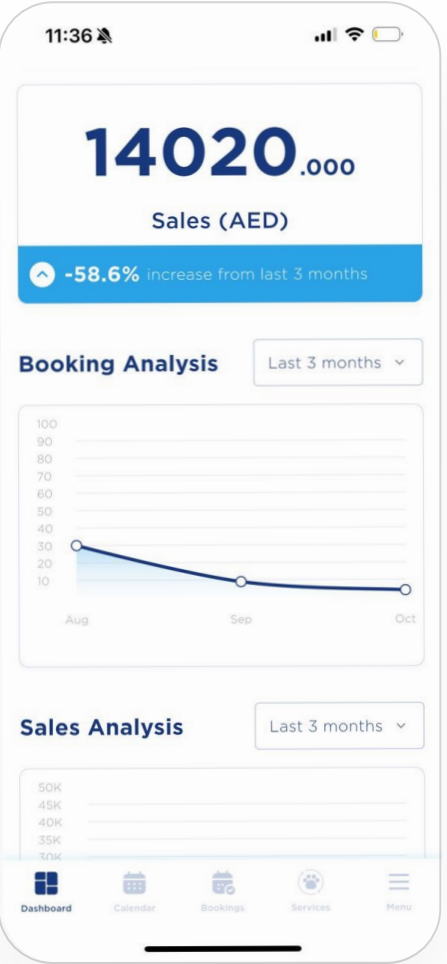 11:36
14020.000
Sales (AED)
-58.6% increase from last 3 months
Booking Analysis
Last 3 months
100
90
80
70
60
50
40
30
20
10
Aug Sep Oct
Sales Analysis
Last 3 months
50K
45K
40K
35K
30K
Dashboard Calendar Bookings Services Menu